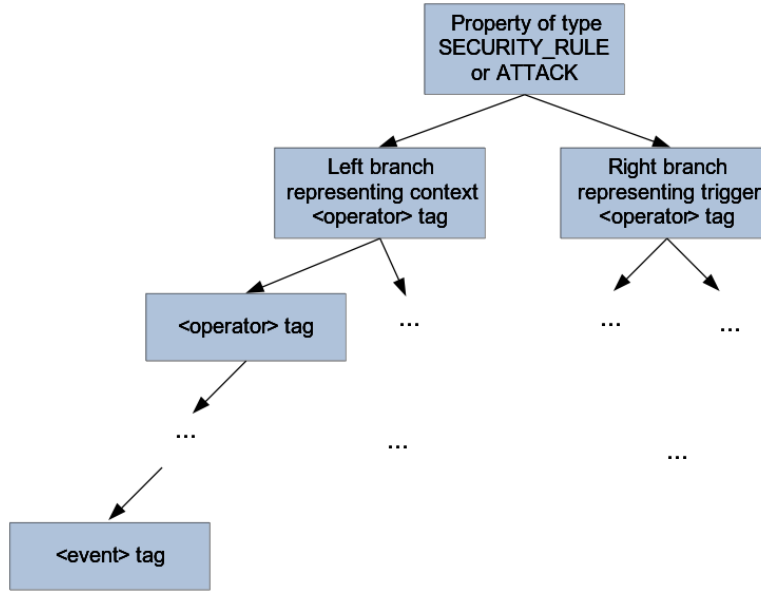 Property of type
SECURITY_RULE
or ATTACK
Left branch
representing context
<operator> tag
Right branch
representing trigger
<operator> tag
<operator> tag
...
...
...
...
...
...
<event> tag